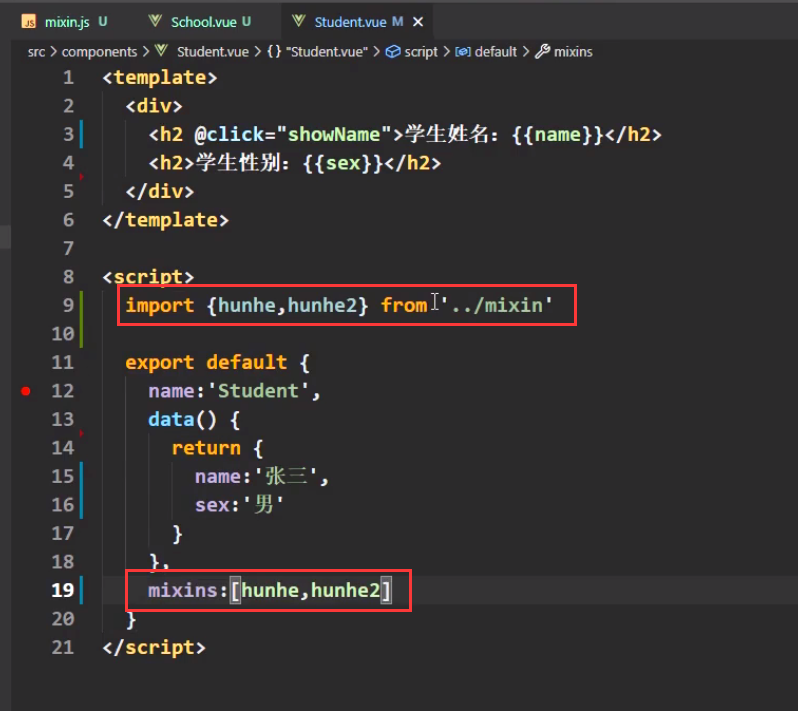 JS mixin.js U School.vue U Student.vue M ×
src > components > Student.vue > {} "Student.vue" > script > default > mixins
1 <template>
2 <div>
3 <h2 @click="showName">学生姓名：{{name}}</h2>
4 <h2>学生性别：{{sex}}</h2>
5 </div>
6 </template>
7
8 <script>
9 import {hunhe,hunhe2} from '../mixin'
10
11 export default {
12 name:'Student',
13 data() {
14 return {
15 name:'张三',
16 sex:'男'
17 }
18 },
19 mixins:[hunhe,hunhe2]
20 }
21 </script>